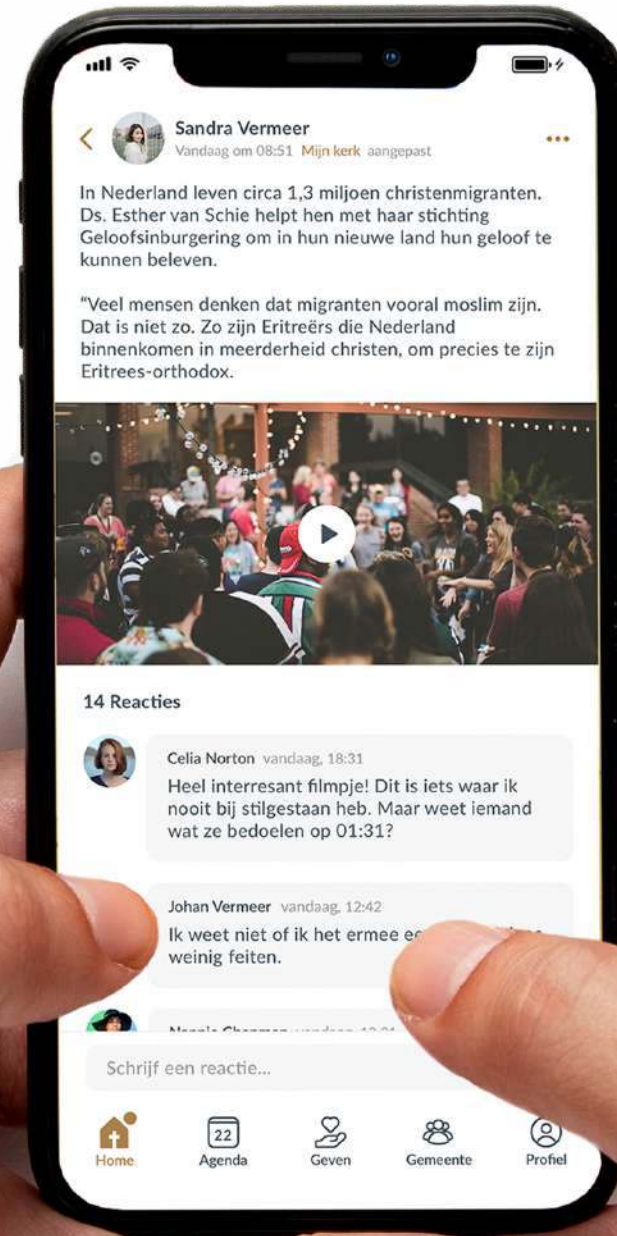 Sandra Vermeer
Vandaag om 08:51 Mijn kerk aangepast
In Nederland leven circa 1,3 miljoen christenmigranten.
Ds. Esther van Schie helpt hen met haar stichting
Geloofsinburgering om in hun nieuwe land hun geloof te
kunnen beleven.
“Veel mensen denken dat migranten vooral moslim zijn.
Dat is niet zo. Zo zijn Eritreërs die Nederland
binnenkomen in meerderheid christen, om precies te zijn
Eritrees-orthodox.
14 Reacties
Celia Norton vandaag, 18:31
Heel interresant filmpje! Dit is iets waar ik
nooit bij stilgestaan heb. Maar weet iemand
wat ze bedoelen op 01:31?
Johan Vermeer vandaag, 12:42
Ik weet niet of ik het ermee
weinig feiten.
Schrijf een reactie...
22
Home Agenda Geven Gemeente Profiel